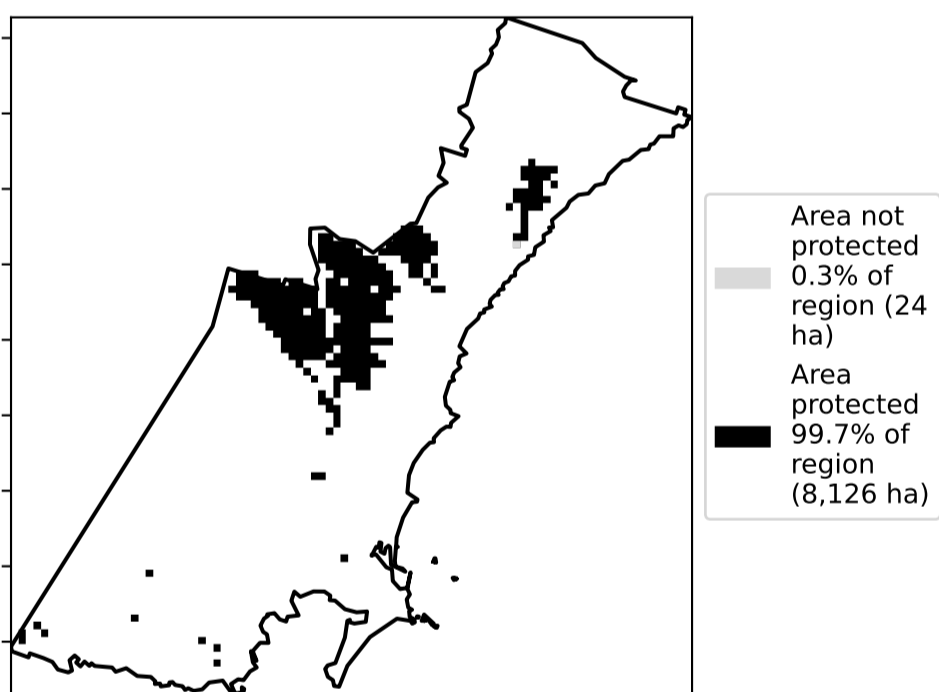 Area not
protected
0.3% of
region (24
ha)
Area
protected
99.7% of
region
(8,126 ha)